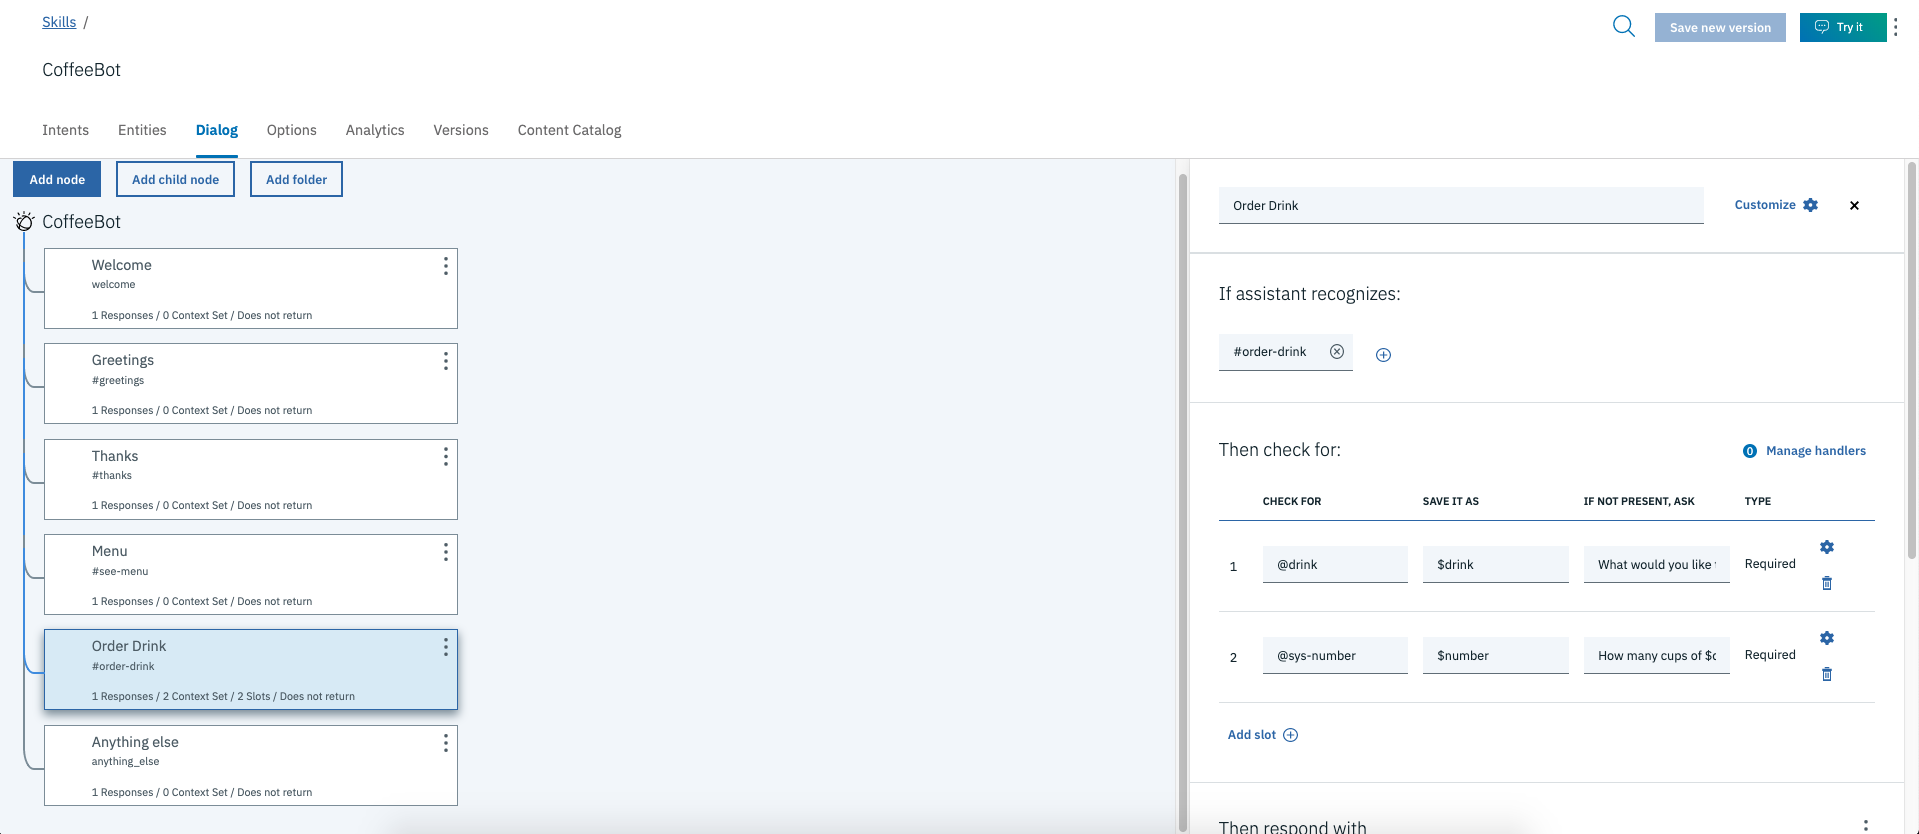 Skills /
Save new version
Try it
CoffeeBot
Intents Entities Dialog Options Analytics Versions Content Catalog
Add node Add child node Add folder
CoffeeBot
Welcome
welcome
1 Responses / 0 Context Set / Does not return
Greetings
#greetings
1 Responses / 0 Context Set / Does not return
Thanks
#thanks
1 Responses / 0 Context Set / Does not return
Menu
#see-menu
1 Responses / 0 Context Set / Does not return
Order Drink
#order-drink
1 Responses / 2 Context Set / 2 Slots / Does not return
Anything else
anything_else
1 Responses / 0 Context Set / Does not return
Order Drink
Customize
If assistant recognizes:
#order-drink
Then check for:
0 Manage handlers
CHECK FOR SAVE IT AS IF NOT PRESENT, ASK TYPE
1 @drink $drink What would you like Required
2 @sys-number $number How many cups of Required
Add slot
Then respond with